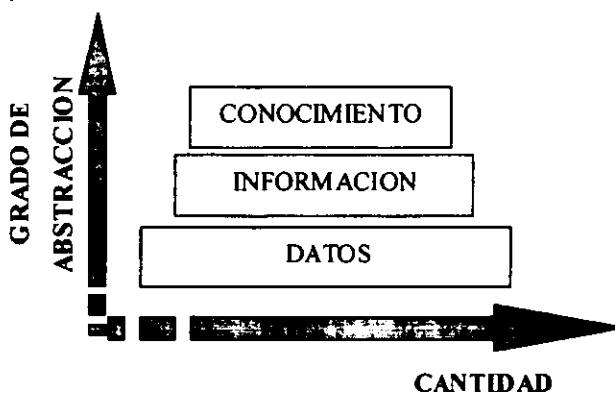 GRADO DE
ABSTRACCION
CONOCIMIENTO
INFORMACION
DATOS
CANTIDAD